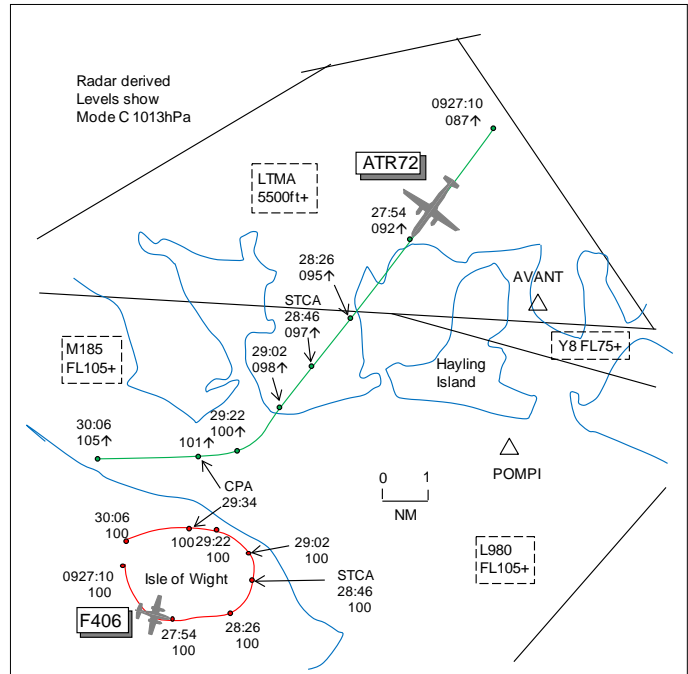 Radar derived
Levels show
Mode C 1013hPa
0927:10
087↑
ATR72
LTMA
5500ft+
27:54
092↑
28:26
095↑
AVANT
STCA
28:46
097↑
M185
FL105+
Y8 FL75+
29:02
098↑
Hayling
Island
29:22
100↑
30:06
105↑
101↑
POMPI
CPA
29:34
0 1
NM
30:06
100
100
29:22
100
29:02
100
L980
FL105+
0927:10
100
Isle of Wight
STCA
28:46
100
F406
27:54
100
28:26
100